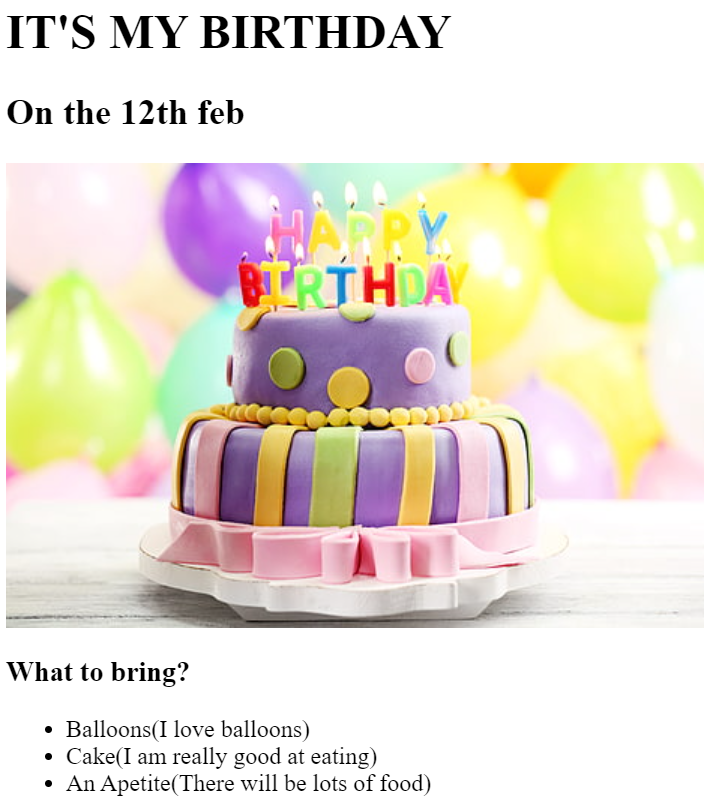 IT'S MY BIRTHDAY
On the 12th feb
HAPPY
BIRTHDAY
What to bring?
Balloons(I love balloons)
Cake(I am really good at eating)
An Apetite(There will be lots of food)